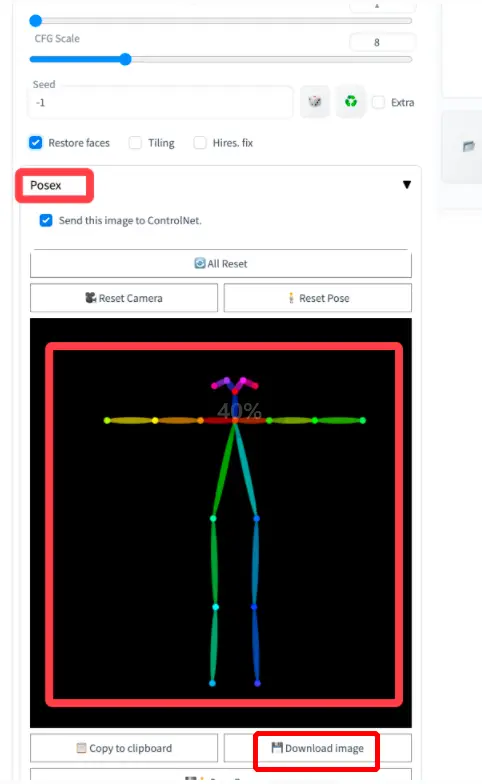 CFG Scale
8
Seed
-1
Extra
Restore faces
Tiling
Hires. fix
Posex
Send this image to ControlNet.
All Reset
Reset Camera
Reset Pose
40%
Copy to clipboard
Download image